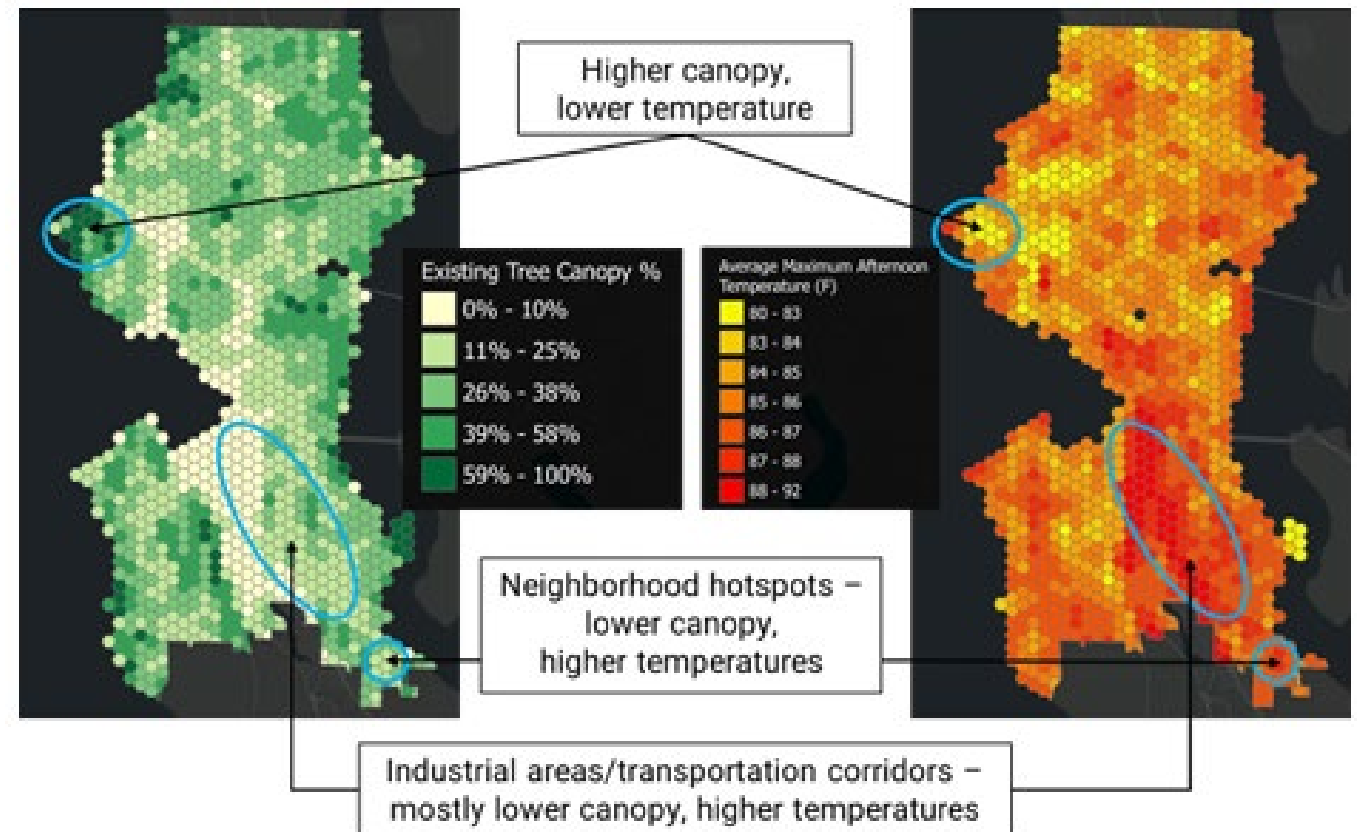 Higher canopy,
lower temperature
Existing Tree Canopy %
0% - 10%
11% - 25%
26% - 38%
39% - 58%
59% - 100%
Average Maximum Afternoon
Temperature (F)
80 - 83
83 - 84
84 - 85
85 - 86
86 - 87
87 - 88
88 - 92
Neighborhood hotspots –
lower canopy,
higher temperatures
Industrial areas/transportation corridors –
mostly lower canopy, higher temperatures